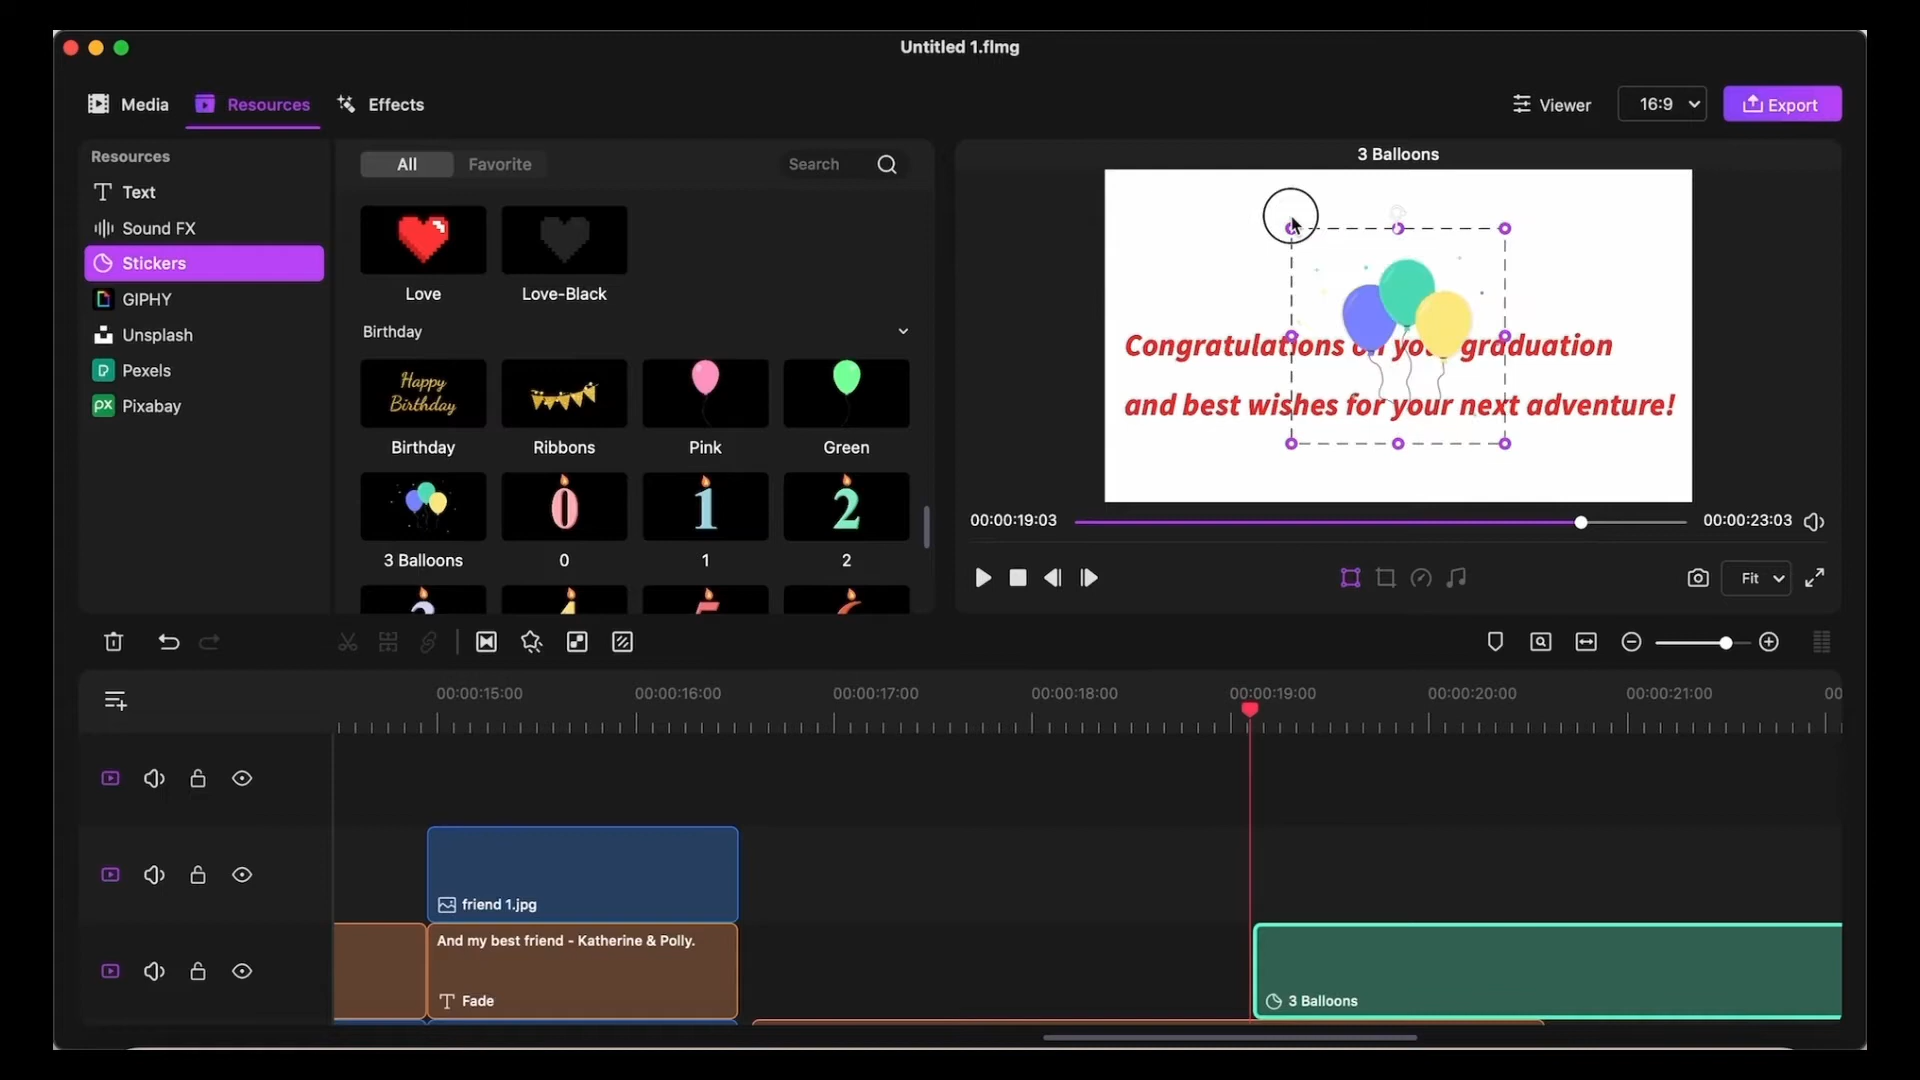 Untitled 1.flmg
Media
Resources
Effects
Viewer
16:9
Export
Resources
Text
Sound FX
Stickers
GIPHY
Unsplash
Pexels
Pixabay
All
Favorite
Search
Love
Love-Black
Birthday
Happy
Birthday
Birthday
Ribbons
Pink
Green
0
1
2
3 Balloons
0
1
2
3 Balloons
Congratulations on your graduation
and best wishes for your next adventure!
00:00:19:03
00:00:23:03
Fit
00:00:15:00
00:00:16:00
00:00:17:00
00:00:18:00
00:00:19:00
00:00:20:00
00:00:21:00
00
friend 1.jpg
And my best friend - Katherine & Polly.
Fade
3 Balloons